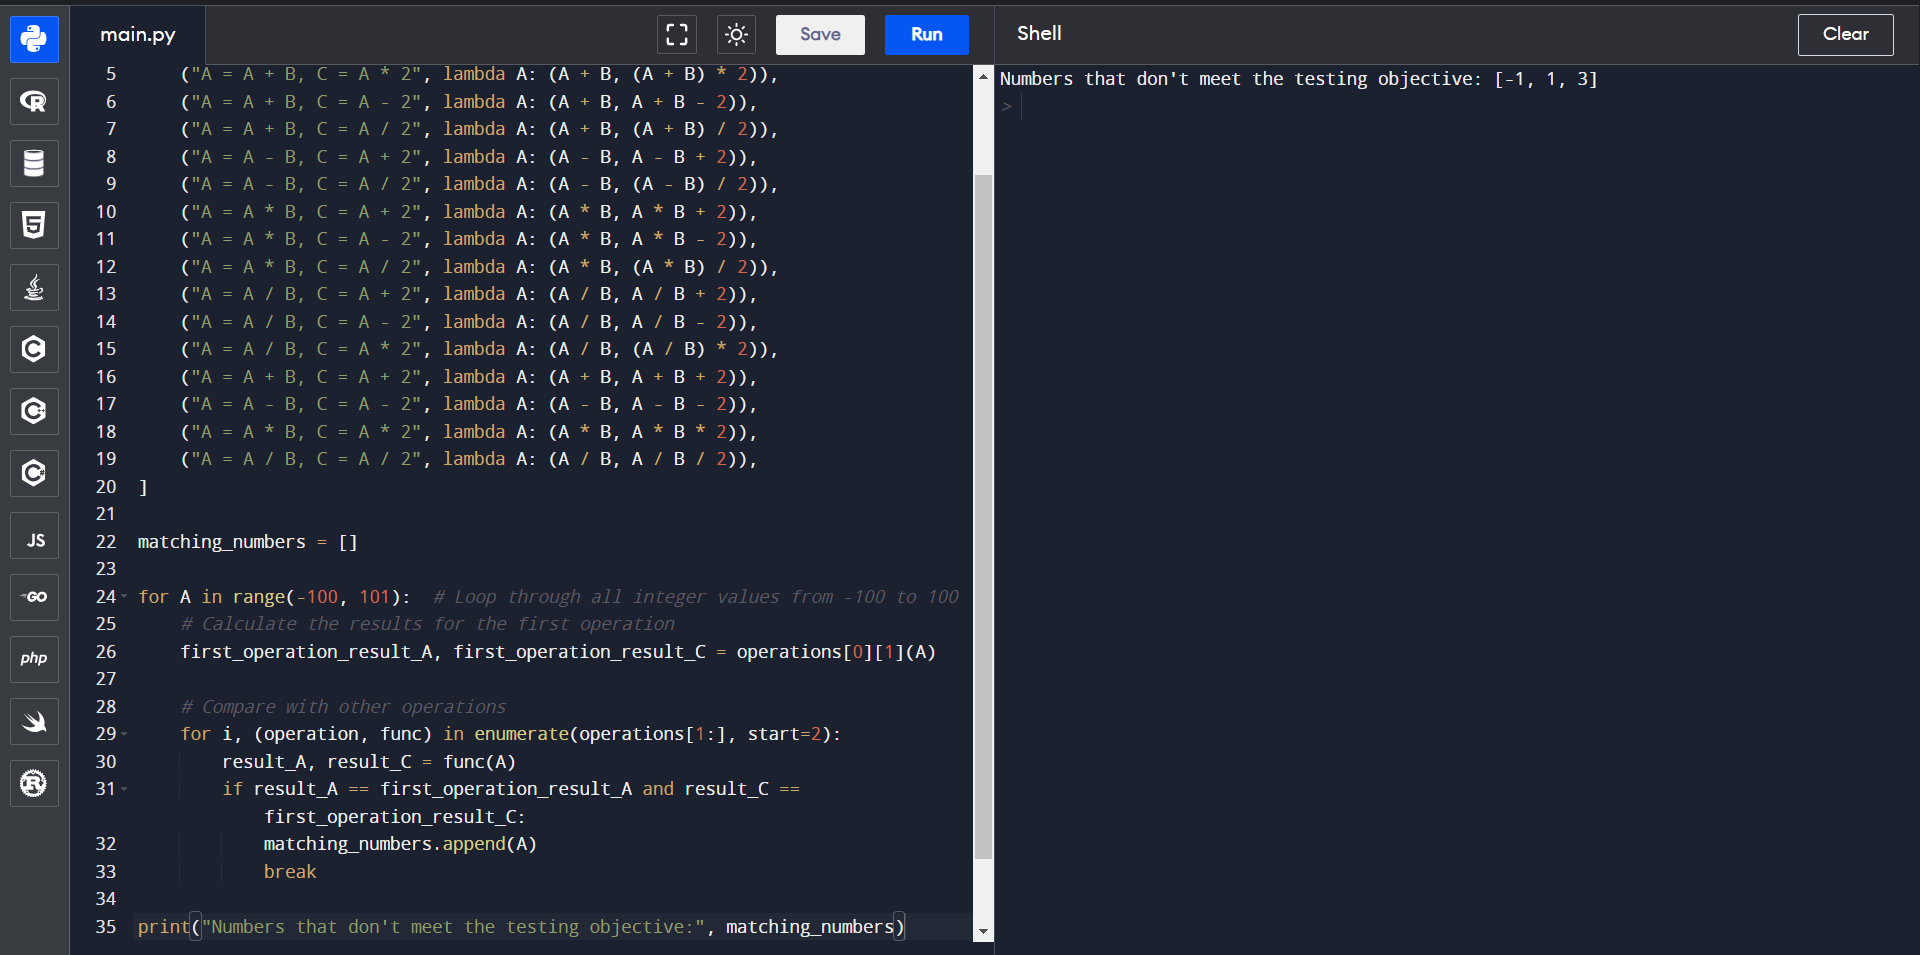 main.py
Save
Run
Shell
Clear
5 ("A = A + B, C = A * 2", lambda A: (A + B, (A + B) * 2)),
6 ("A = A + B, C = A - 2", lambda A: (A + B, A + B - 2)),
7 ("A = A + B, C = A / 2", lambda A: (A + B, (A + B) / 2)),
8 ("A = A - B, C = A + 2", lambda A: (A - B, A - B + 2)),
9 ("A = A - B, C = A / 2", lambda A: (A - B, (A - B) / 2)),
10 ("A = A * B, C = A + 2", lambda A: (A * B, A * B + 2)),
11 ("A = A * B, C = A - 2", lambda A: (A * B, A * B - 2)),
12 ("A = A * B, C = A / 2", lambda A: (A * B, (A * B) / 2)),
13 ("A = A / B, C = A + 2", lambda A: (A / B, A / B + 2)),
14 ("A = A / B, C = A - 2", lambda A: (A / B, A / B - 2)),
15 ("A = A / B, C = A * 2", lambda A: (A / B, (A / B) * 2)),
16 ("A = A + B, C = A + 2", lambda A: (A + B, A + B + 2)),
17 ("A = A - B, C = A - 2", lambda A: (A - B, A - B - 2)),
18 ("A = A * B, C = A * 2", lambda A: (A * B, A * B * 2)),
19 ("A = A / B, C = A / 2", lambda A: (A / B, A / B / 2)),
20 ]
21
22 matching_numbers = []
23
24 for A in range(-100, 101):  # Loop through all integer values from -100 to 100
25 # Calculate the results for the first operation
26 first_operation_result_A, first_operation_result_C = operations[0][1](A)
27
28 # Compare with other operations
29 for i, (operation, func) in enumerate(operations[1:], start=2):
30 result_A, result_C = func(A)
31 if result_A == first_operation_result_A and result_C ==
first_operation_result_C:
32 matching_numbers.append(A)
33 break
34
35 print("Numbers that don't meet the testing objective:", matching_numbers)
Numbers that don't meet the testing objective: [-1, 1, 3]
>
R
5
C
C++
C#
JS
GO
php
R